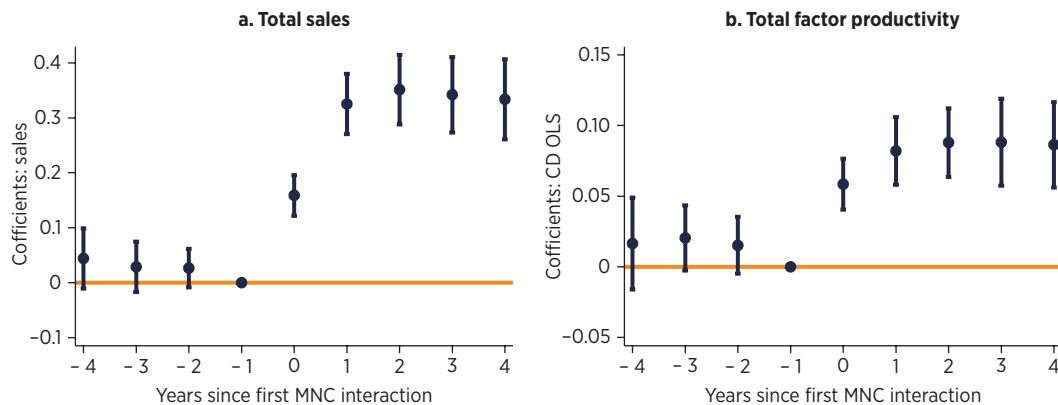 a. Total sales
Cofficients: sales
0.4
0.3
0.2
0.1
0
–0.1
– 4 – 3 – 2 – 1 0 1 2 3 4
Years since first MNC interaction
b. Total factor productivity
Cofficients: CD OLS
0.15
0.10
0.05
0
–0.05
– 4 – 3 – 2 – 1 0 1 2 3 4
Years since first MNC interaction